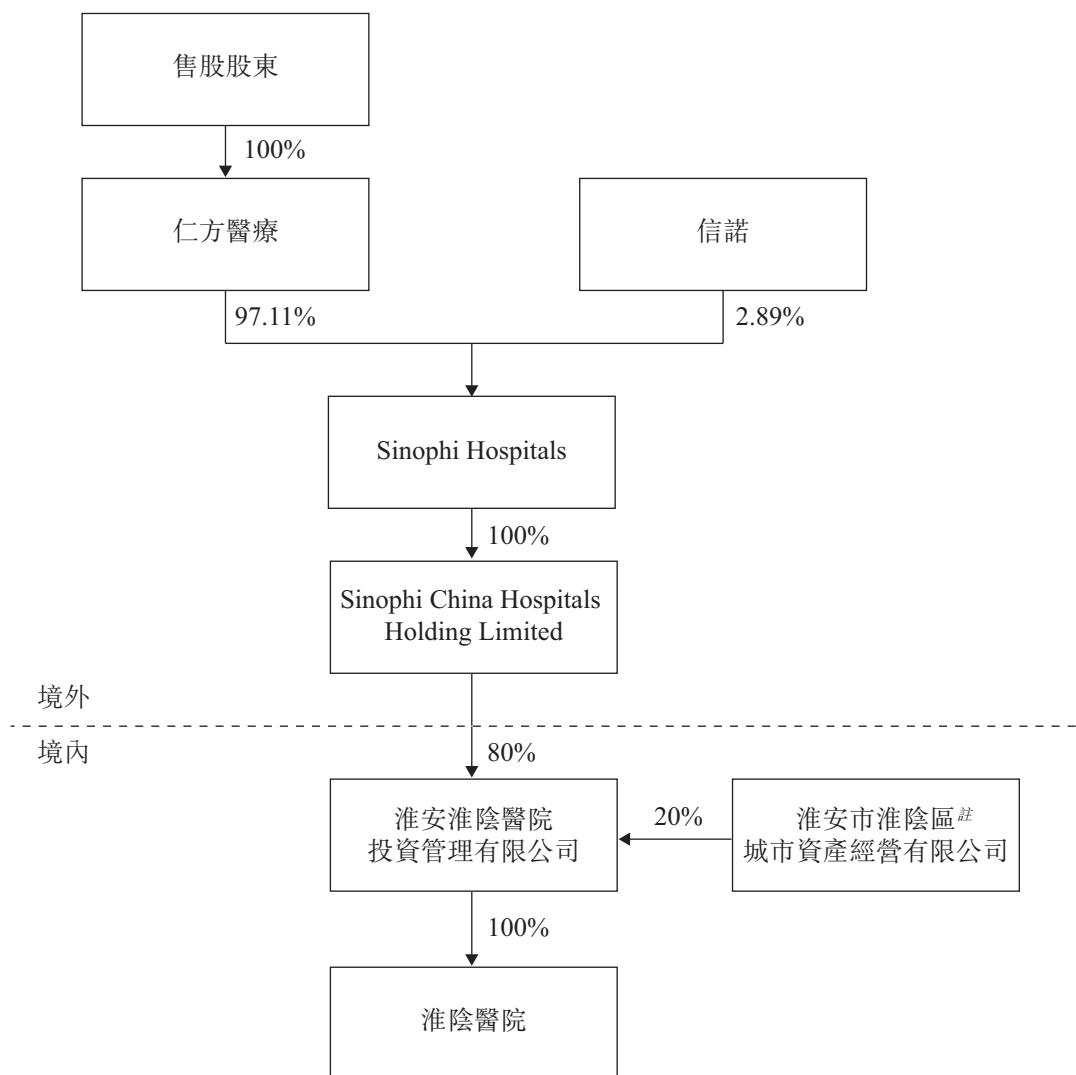 售股股東
100%
仁方醫療
信諾
97.11%
2.89%
Sinophi Hospitals
100%
Sinophi China Hospitals
Holding Limited
境外
境內
80%
淮安淮陰醫院
投資管理有限公司
20%
淮安市淮陰區註
城市資產經營有限公司
100%
淮陰醫院